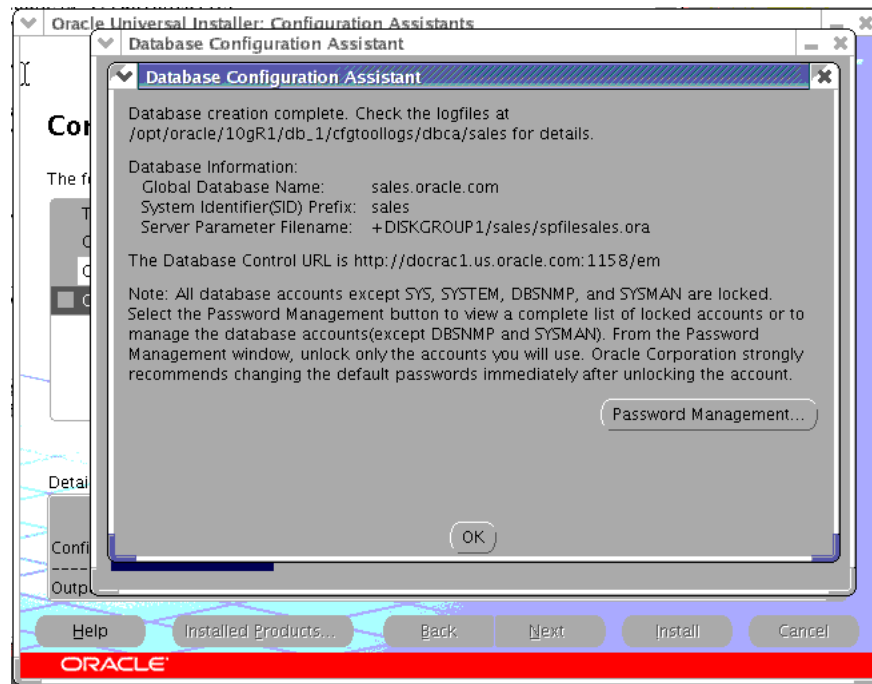 Oracle Universal Installer: Configuration Assistants
Database Configuration Assistant
Database Configuration Assistant
Database creation complete. Check the logfiles at
/opt/oracle/10gR1/db_1/cfgtoollogs/dbca/sales for details.
Database Information:
Global Database Name: sales.oracle.com
System Identifier(SID) Prefix: sales
Server Parameter Filename: +DISKGROUP1/sales/spfilesales.ora
The Database Control URL is http://docrac1.us.oracle.com:1158/em
Note: All database accounts except SYS, SYSTEM, DBSNMP, and SYSMAN are locked.
Select the Password Management button to view a complete list of locked accounts or to
manage the database accounts(except DBSNMP and SYSMAN). From the Password
Management window, unlock only the accounts you will use. Oracle Corporation strongly
recommends changing the default passwords immediately after unlocking the account.
Password Management...
OK
Con
The f
Detai
Confi
Outp
Help Installed Products... Back Next Install Cancel
ORACLE